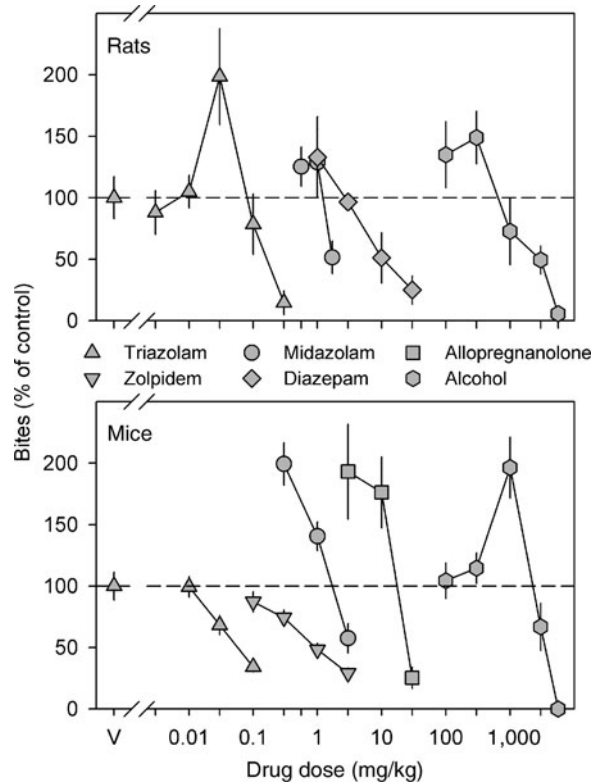 Rats
200
150
100
50
0
Triazolam Midazolam Allopregnanolone
Zolpidem Diazepam Alcohol
Bites (% of control)
Mice
200
150
100
50
0
V 0.01 0.1 1 10 100 1,000
Drug dose (mg/kg)